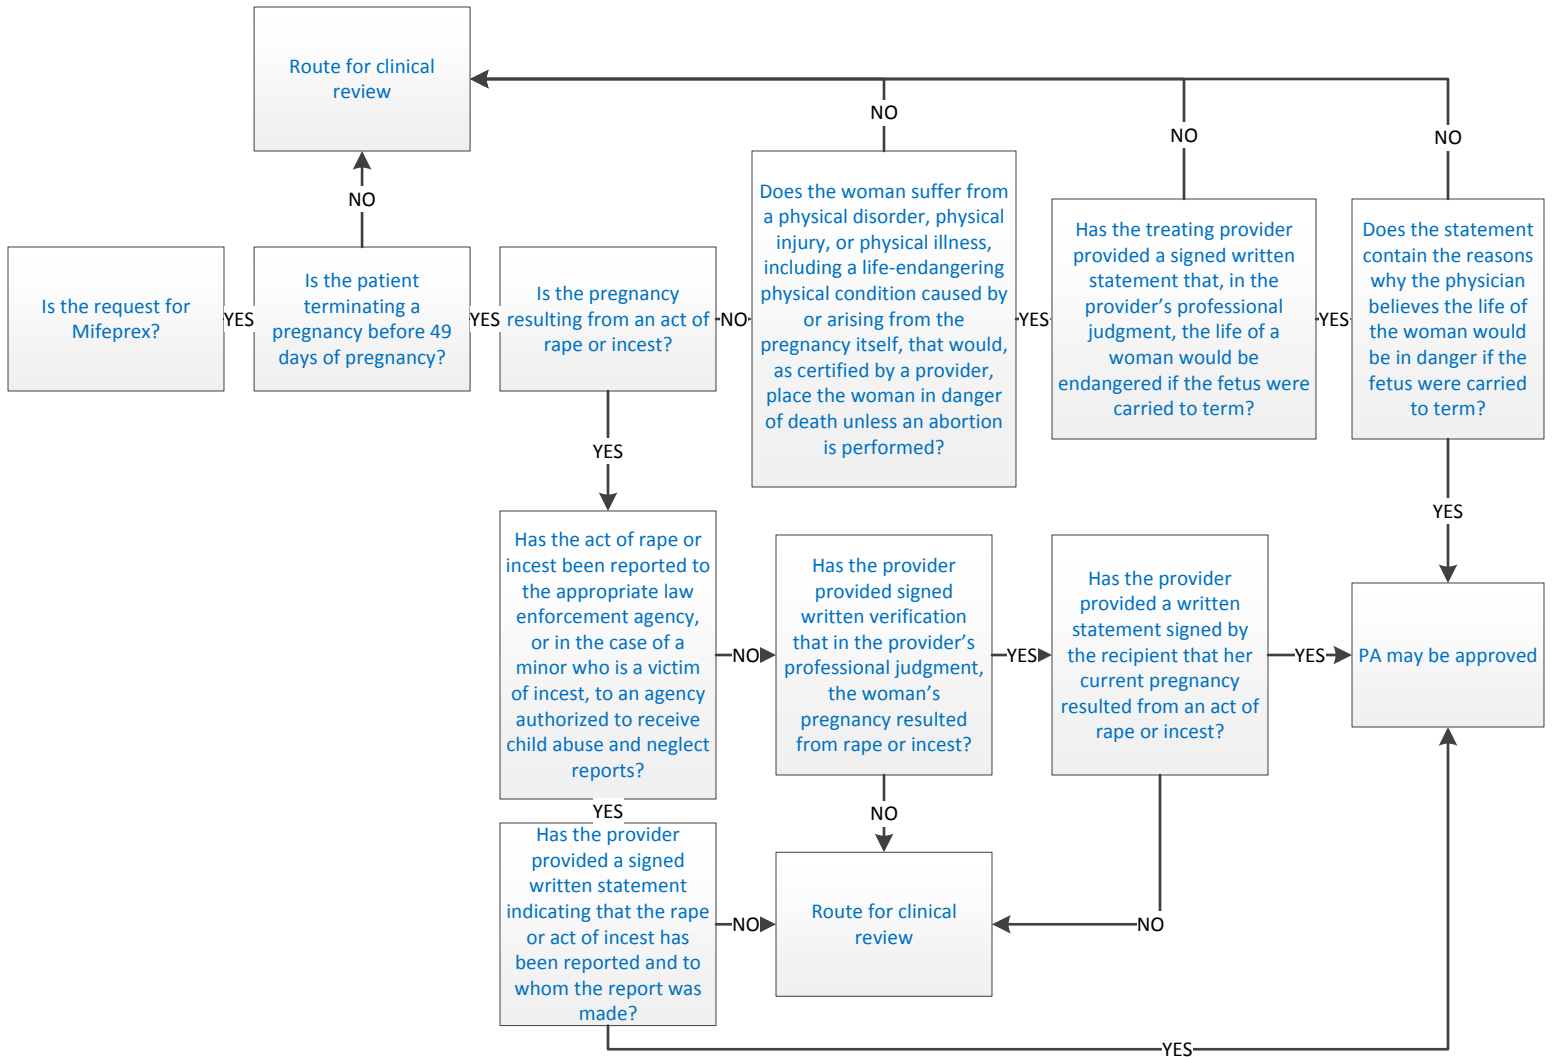 Route for clinical
review
NO
NO
NO
NO
Is the request for
Mifeprex?
YES
Is the patient
terminating a
pregnancy before 49
days of pregnancy?
YES
Is the pregnancy
resulting from an act of
rape or incest?
NO
Does the woman suffer from
a physical disorder, physical
injury, or physical illness,
including a life-endangering
physical condition caused by
or arising from the
pregnancy itself, that would,
as certified by a provider,
place the woman in danger
of death unless an abortion
is performed?
YES
Has the treating provider
provided a signed written
statement that, in the
provider’s professional
judgment, the life of a
woman would be
endangered if the fetus were
carried to term?
YES
Does the statement
contain the reasons
why the physician
believes the life of
the woman would
be in danger if the
fetus were carried
to term?
YES
YES
Has the act of rape or
incest been reported to
the appropriate law
enforcement agency,
or in the case of a
minor who is a victim
of incest, to an agency
authorized to receive
child abuse and neglect
reports?
NO
Has the provider
provided signed
written verification
that in the provider’s
professional judgment,
the woman’s
pregnancy resulted
from rape or incest?
YES
Has the provider
provided a written
statement signed by
the recipient that her
current pregnancy
resulted from an act of
rape or incest?
YES
PA may be approved
YES
NO
Has the provider
provided a signed
written statement
indicating that the rape
or act of incest has
been reported and to
whom the report was
made?
NO
Route for clinical
review
NO
YES